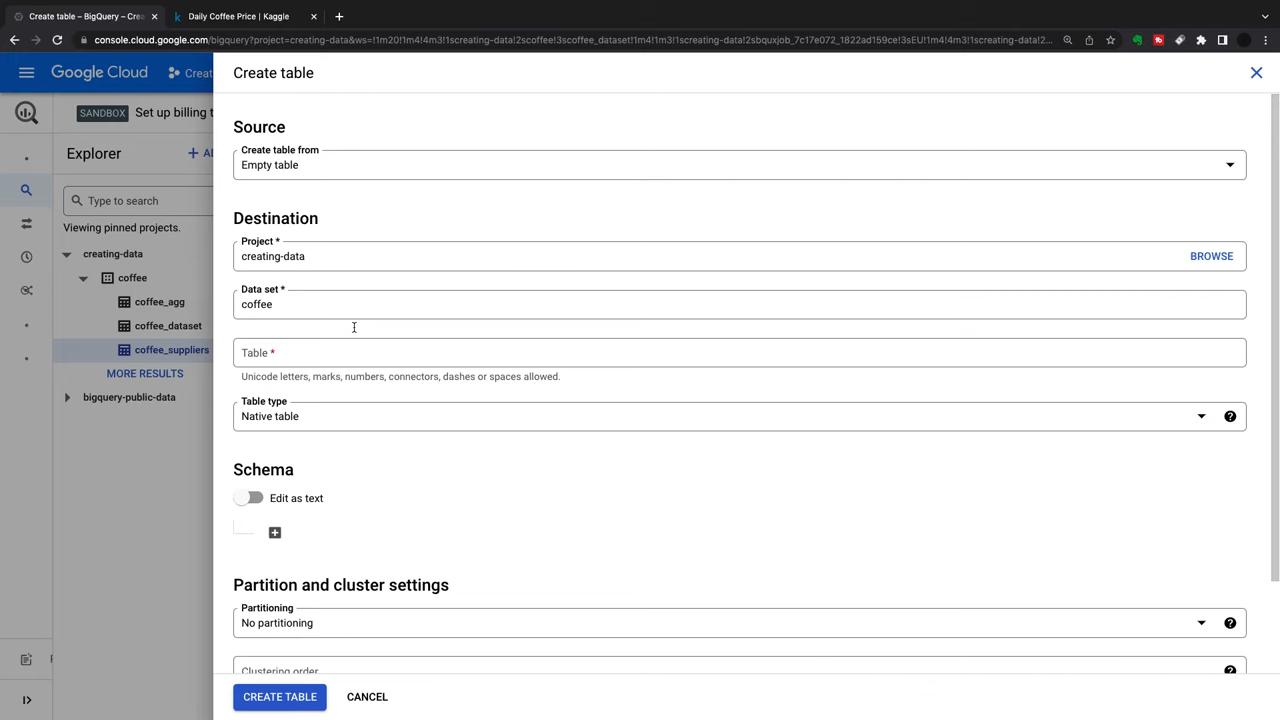 Create table – BigQuery – Crea
Daily Coffee Price | Kaggle
console.cloud.google.com/bigquery?project=creating-data&ws=!1m20!1m4!4m3!1screating-data!2scoffee!3scoffee_dataset!1m4!1m3!1screating-data!2sbquxjob_7c17e072_1822ad159ce!3sEU!1m4!4m3!1screating-data!2...
Google Cloud
Creat
Create table
SANDBOX
Set up billing t
Explorer
Type to search
Viewing pinned projects.
creating-data
coffee
coffee_agg
coffee_dataset
coffee_suppliers
MORE RESULTS
bigquery-public-data
Source
Create table from
Empty table
Destination
Project *
creating-data
BROWSE
Data set *
coffee
Table *
Unicode letters, marks, numbers, connectors, dashes or spaces allowed.
Table type
Native table
Schema
Edit as text
Partition and cluster settings
Partitioning
No partitioning
Clustering order
CREATE TABLE
CANCEL